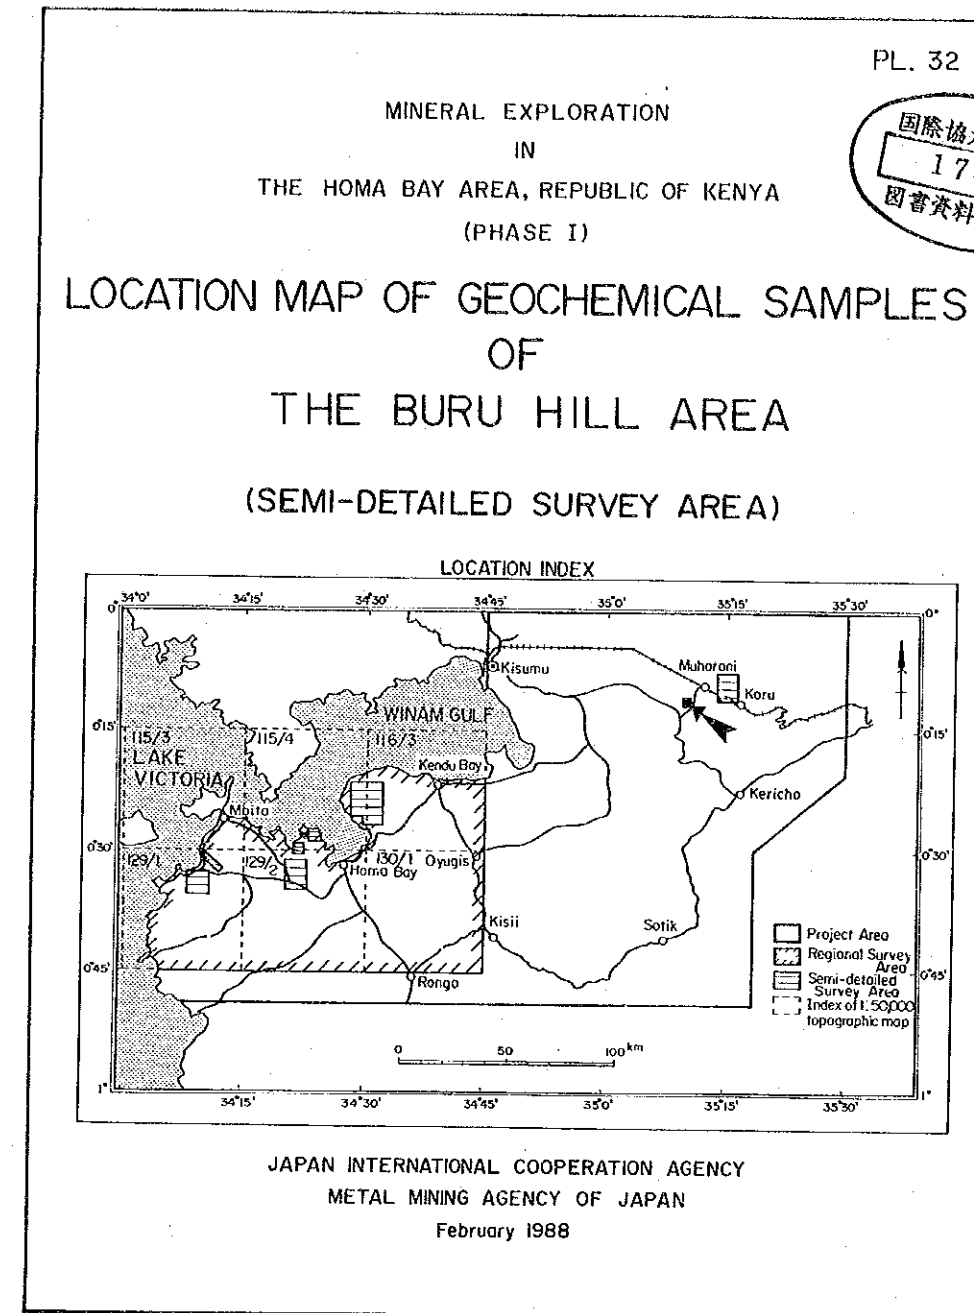 PL. 32
国際協
17
図書資料
MINERAL EXPLORATION
IN
THE HOMA BAY AREA, REPUBLIC OF KENYA
(PHASE I)
LOCATION MAP OF GEOCHEMICAL SAMPLES
OF
THE BURU HILL AREA
(SEMI-DETAILED SURVEY AREA)
LOCATION INDEX
34°0' 34°15' 34°30' 34°45' 35°0' 35°15' 35°30'
0° 0°
Kisumu
Muhoroni
Koru
WINAM GULF
0°15' 0°15'
115/3 115/4 116/3
LAKE
VICTORIA
Kendu Bay
Kericho
Mbita
0°30' 0°30'
129/1 129/2 130/1 Oyugis
Homa Bay
Kisii
Sotik
0°45' 0°45'
Rongo
Project Area
Regional Survey
Area
Semi-detailed
Survey Area
Index of 1:50,000
topographic map
0 50 100km
1° 1°
34°15' 34°30' 34°45' 35°0' 35°15' 35°30'
JAPAN INTERNATIONAL COOPERATION AGENCY
METAL MINING AGENCY OF JAPAN
February 1988